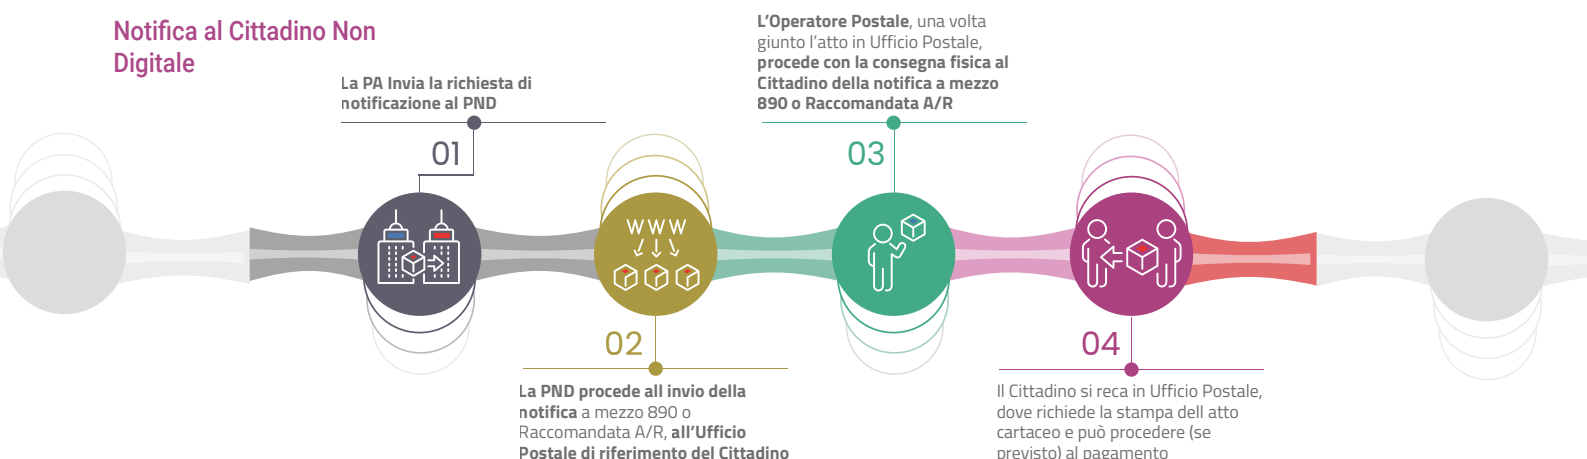 Notifica al Cittadino Non
Digitale
La PA Invia la richiesta di
notificazione al PND
01
WWW
02
La PND procede all invio della
notifica a mezzo 890 o
Raccomandata A/R, all'Ufficio
Postale di riferimento del Cittadino
L'Operatore Postale, una volta
giunto l'atto in Ufficio Postale,
procede con la consegna fisica al
Cittadino della notifica a mezzo
890 o Raccomandata A/R
03
04
Il Cittadino si reca in Ufficio Postale,
dove richiede la stampa dell atto
cartaceo e può procedere (se
previsto) al pagamento